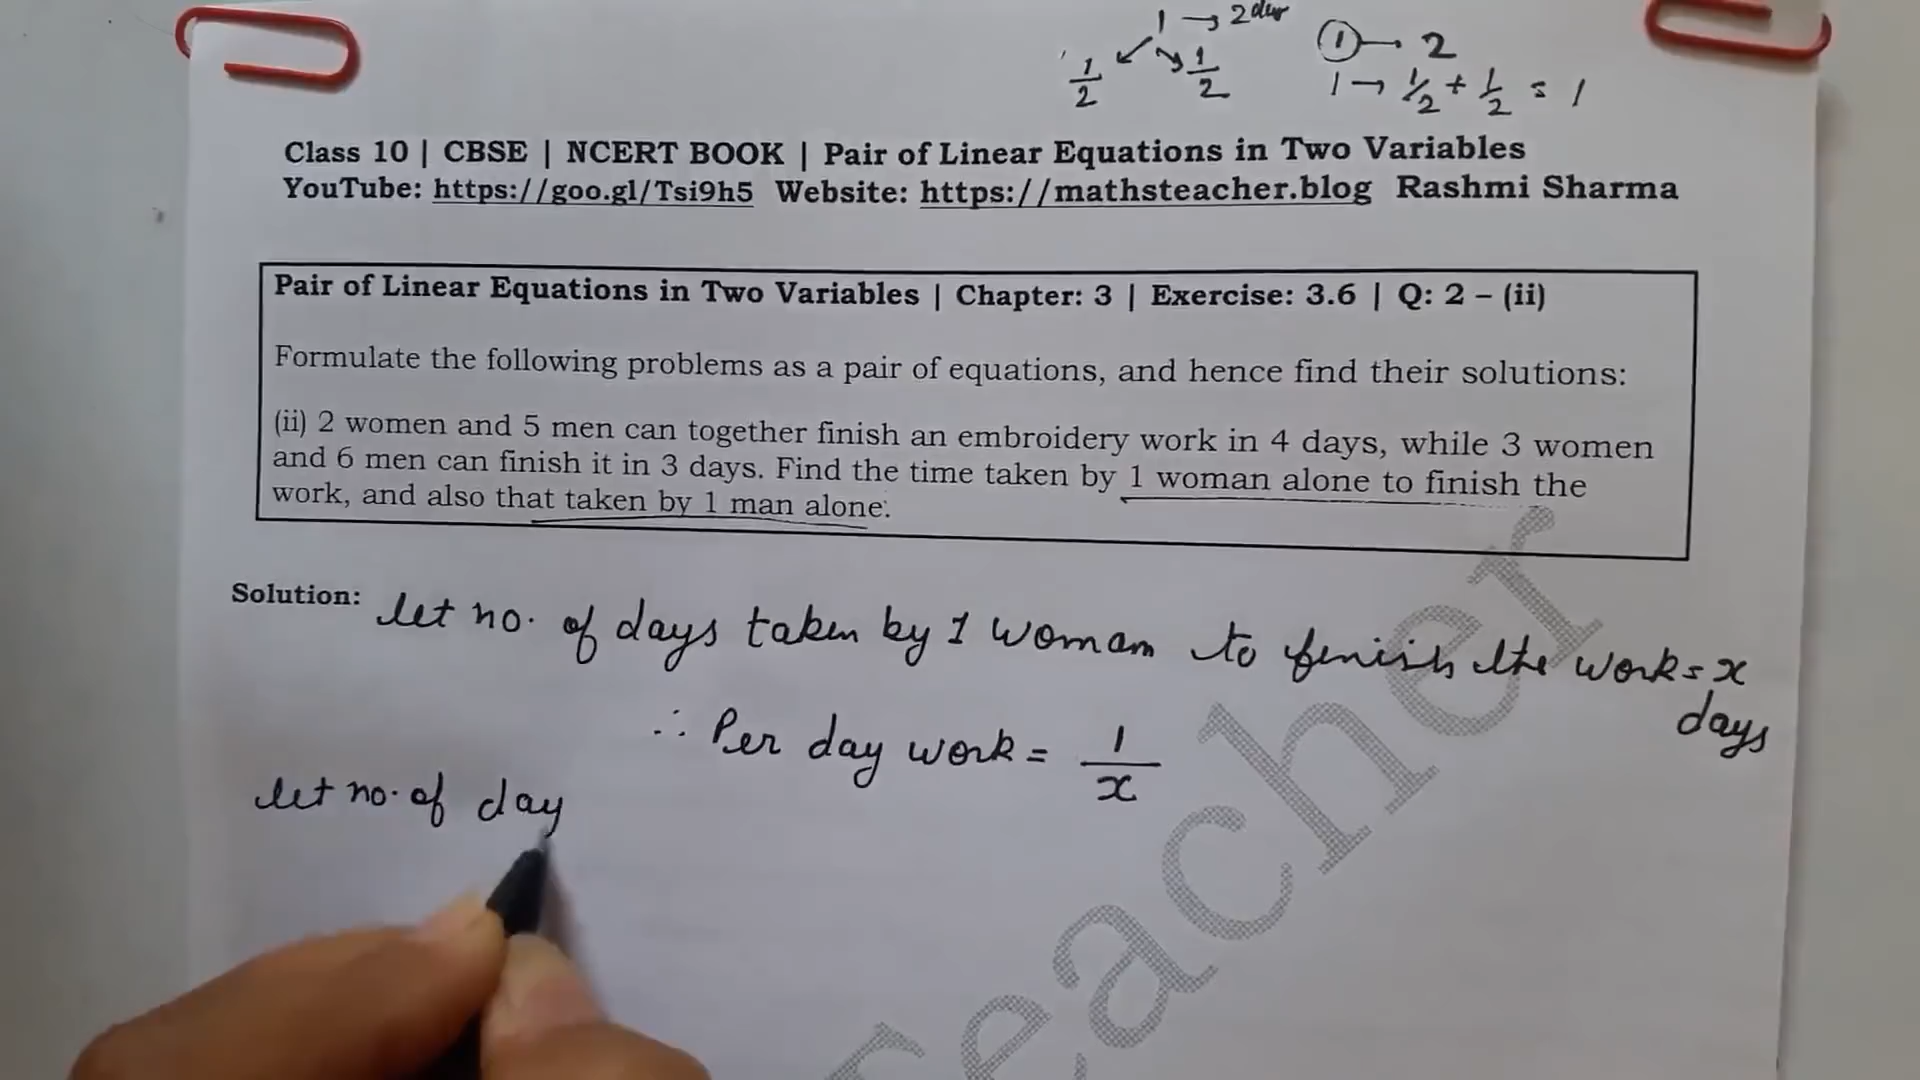 1 → 2 days
1/2 1/2
1 — 2
1 → 1/2 + 1/2 = 1
Class 10 | CBSE | NCERT BOOK | Pair of Linear Equations in Two Variables
YouTube: https://goo.gl/Tsi9h5 Website: https://mathsteacher.blog Rashmi Sharma
Pair of Linear Equations in Two Variables | Chapter: 3 | Exercise: 3.6 | Q: 2 – (ii)
Formulate the following problems as a pair of equations, and hence find their solutions:
(ii) 2 women and 5 men can together finish an embroidery work in 4 days, while 3 women
and 6 men can finish it in 3 days. Find the time taken by 1 woman alone to finish the
work, and also that taken by 1 man alone.
Solution: let no. of days taken by 1 woman to finish the work = x
days
∴ Per day work = 1/x
let no. of day
eacher